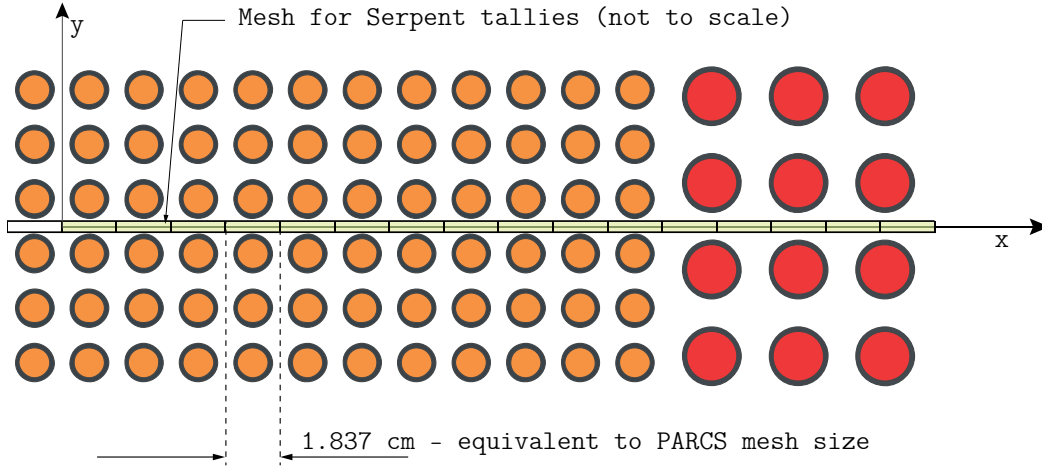 Mesh for Serpent tallies (not to scale)
y
x
1.837 cm - equivalent to PARCS mesh size